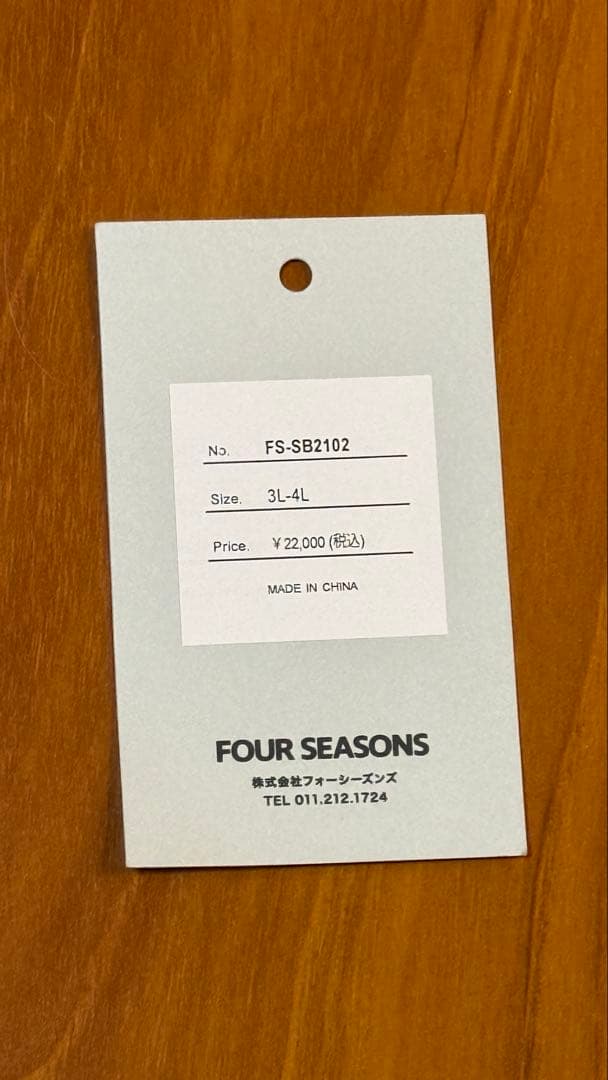 No. FS-SB2102
Size. 3L-4L
Price. ¥22,000 (税込)
MADE IN CHINA
FOUR SEASONS
株式会社フォーシーズンズ
TEL 011.212.1724